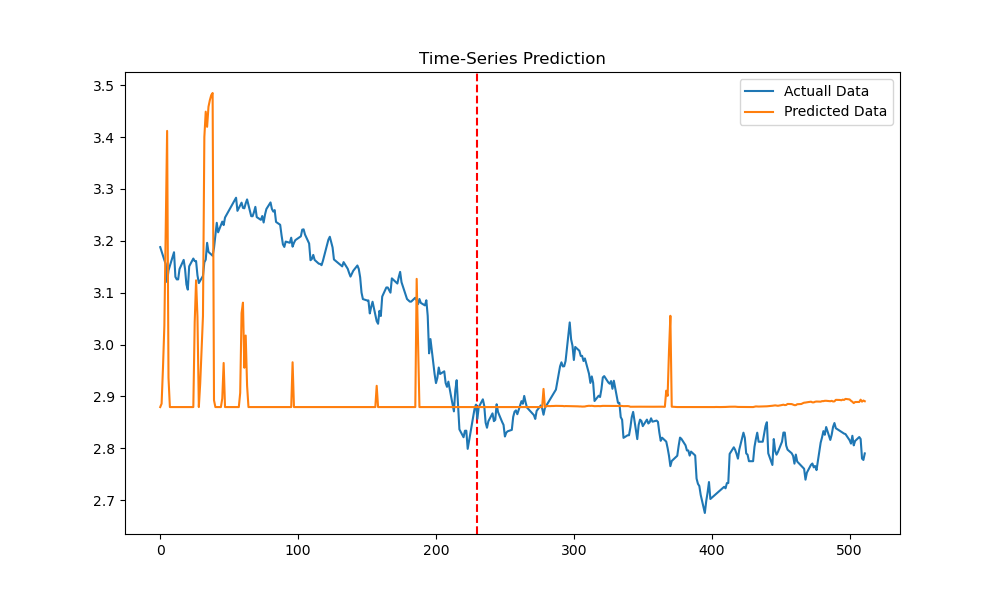 Time-Series Prediction
Actuall Data
Predicted Data
3.5
3.4
3.3
3.2
3.1
3.0
2.9
2.8
2.7
0 100 200 300 400 500